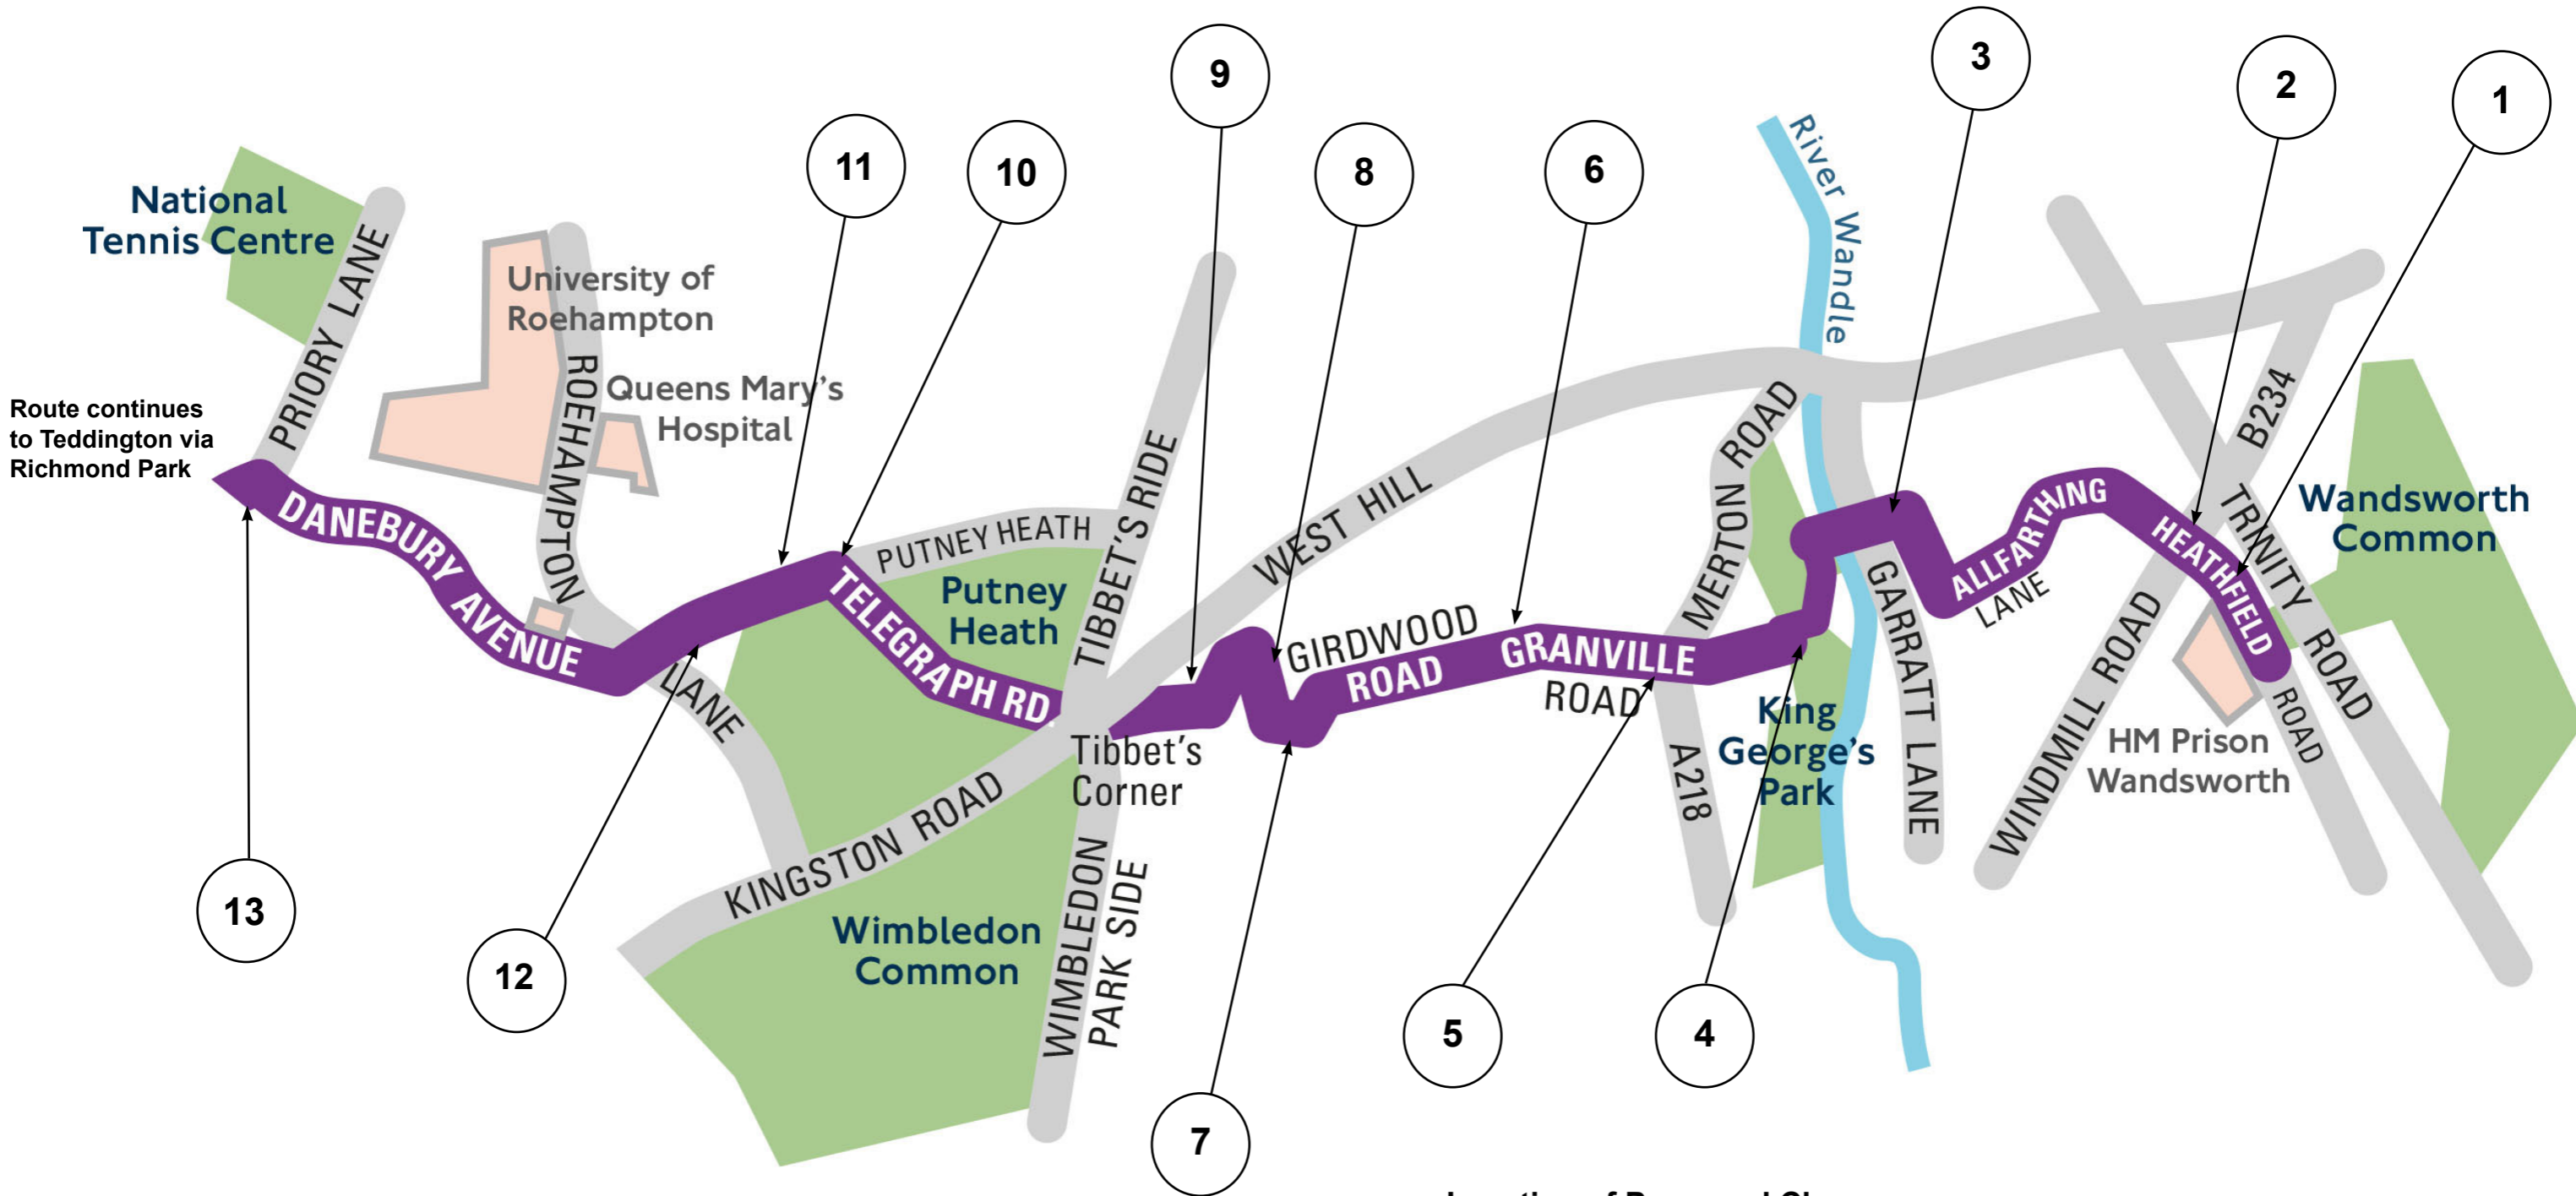 9
3
2
1
11
10
8
6
National
Tennis Centre
PRIORY LANE
University of
Roehampton
ROEHAMPTON
LANE
Queens Mary's
Hospital
Route continues
to Teddington via
Richmond Park
DANEBURY AVENUE
PUTNEY HEATH
TELEGRAPH RD.
Putney
Heath
TIBBET'S RIDE
WEST HILL
Tibbet's
Corner
KINGSTON ROAD
Wimbledon
Common
WIMBLEDON
PARK SIDE
GIRDWOOD
ROAD
GRANVILLE
ROAD
MERTON ROAD
A218
River Wandle
King
George's
Park
GARRATT LANE
ALLFARTHING
LANE
HEATHFIELD
ROAD
B234
TRINITY ROAD
WINDMILL ROAD
Wandsworth
Common
HM Prison
Wandsworth
13
12
5
4
7